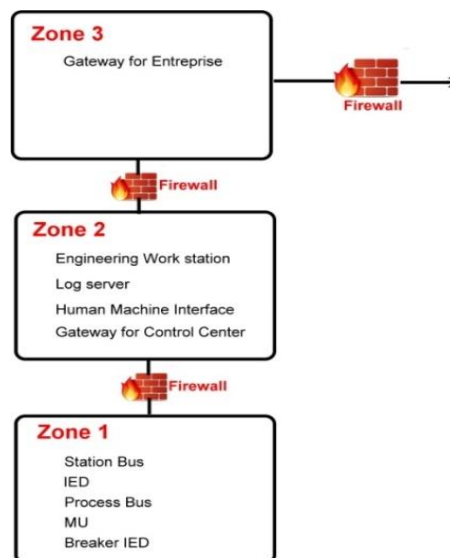 Zone 3
Gateway for Entreprise
Firewall
Firewall
Zone 2
Engineering Work station
Log server
Human Machine Interface
Gateway for Control Center
Firewall
Zone 1
Station Bus
IED
Process Bus
MU
Breaker IED